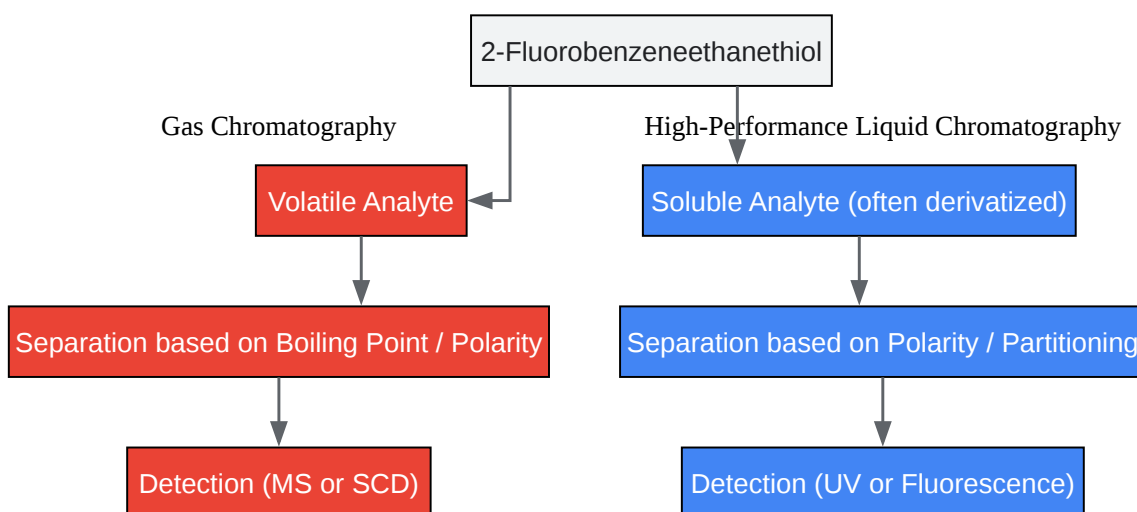 2-Fluorobenzeneethanethiol
Gas Chromatography
High-Performance Liquid Chromatography
Volatile Analyte
Soluble Analyte (often derivatized)
Separation based on Boiling Point / Polarity
Separation based on Polarity / Partitioning
Detection (MS or SCD)
Detection (UV or Fluorescence)